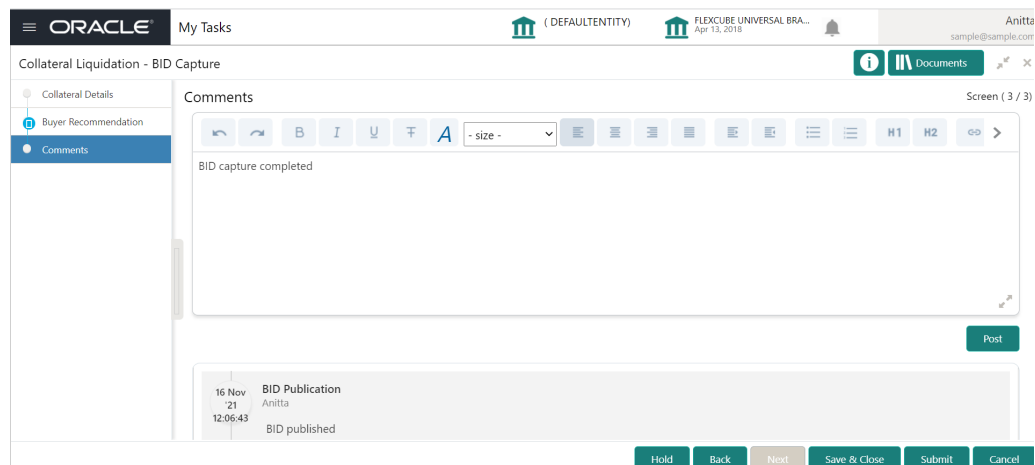 ORACLE
My Tasks
( DEFAULTENTITY)
FLEXCUBE UNIVERSAL BRA...
Apr 13, 2018
Anitta
sample@sample.com
Collateral Liquidation - BID Capture
i
Documents
Collateral Details
Buyer Recommendation
Comments
Comments
Screen ( 3 / 3)
B I U T A - size - H1 H2
BID capture completed
Post
16 Nov
'21
12:06:43
BID Publication
Anitta
BID published
Hold Back Next Save & Close Submit Cancel